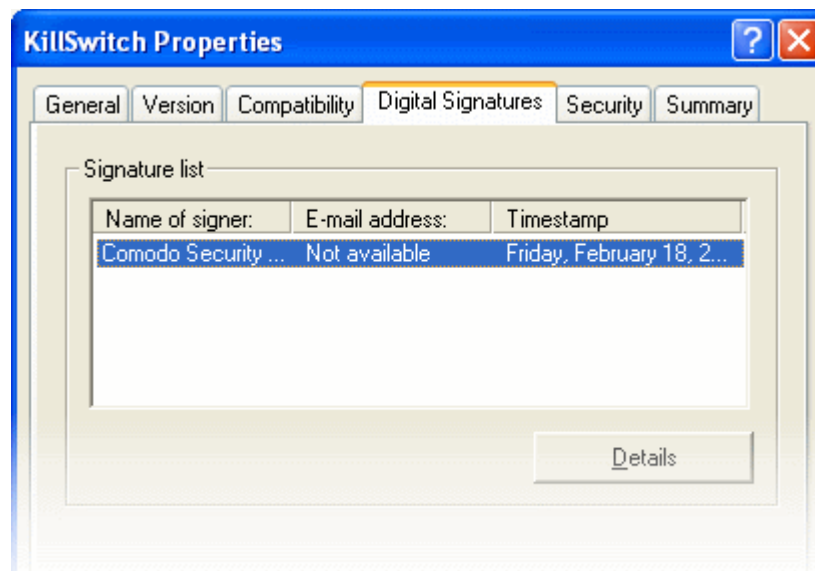 KillSwitch Properties
General Version Compatibility Digital Signatures Security Summary
Signature list
Name of signer: E-mail address: Timestamp
Comodo Security ... Not available Friday, February 18, 2...
Details